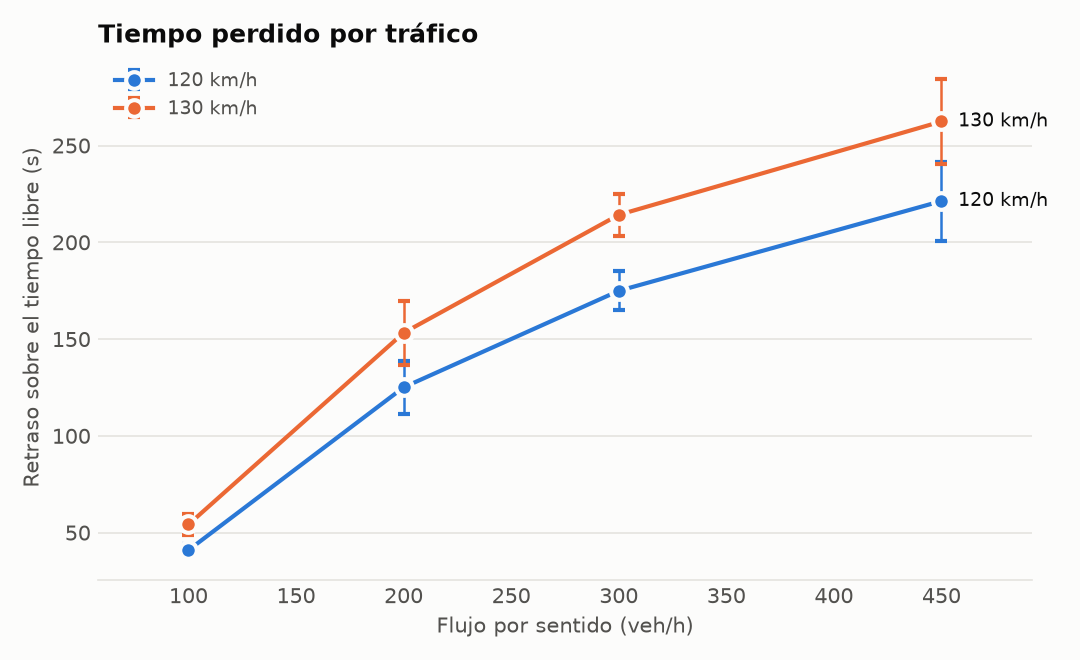 Tiempo perdido por tráfico
120 km/h
130 km/h
Retraso sobre el tiempo libre (s)
250
200
150
100
50
130 km/h
120 km/h
100 150 200 250 300 350 400 450
Flujo por sentido (veh/h)